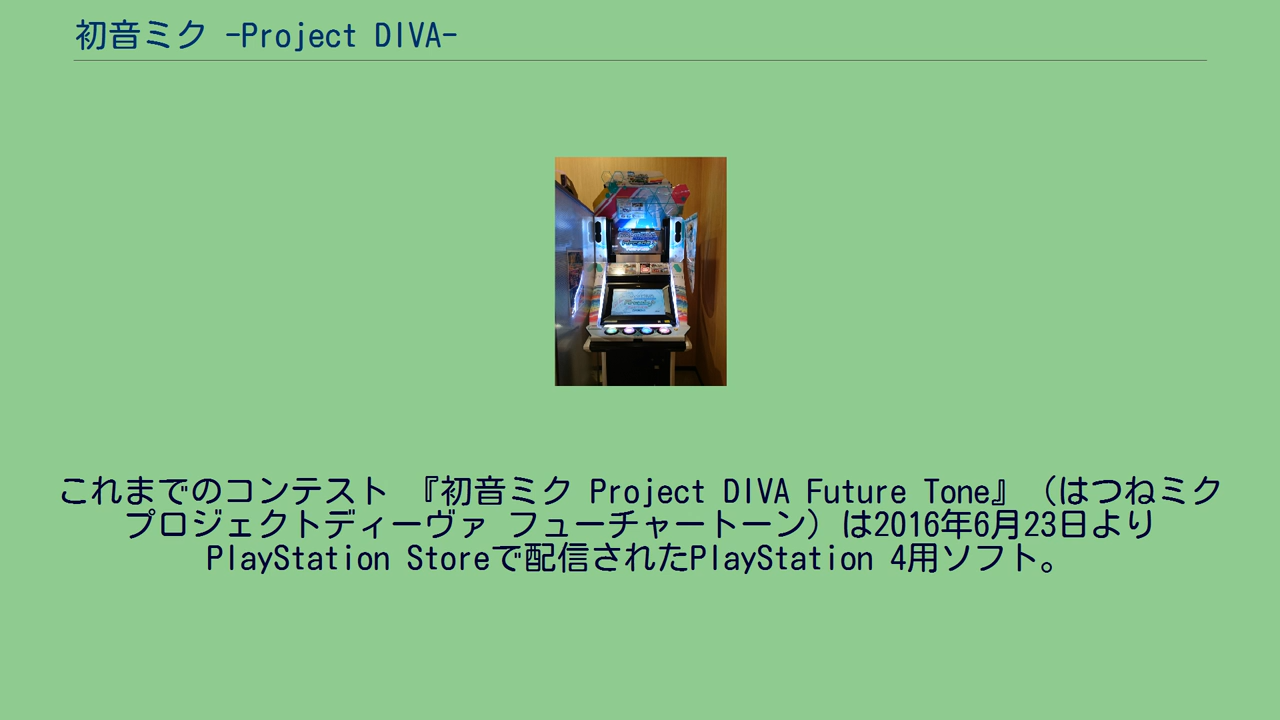 初音ミク -Project DIVA-
これまでのコンテスト 『初音ミク Project DIVA Future Tone』（はつねミク
プロジェクトディーヴァ フューチャートーン）は2016年6月23日より
PlayStation Storeで配信されたPlayStation 4用ソフト。